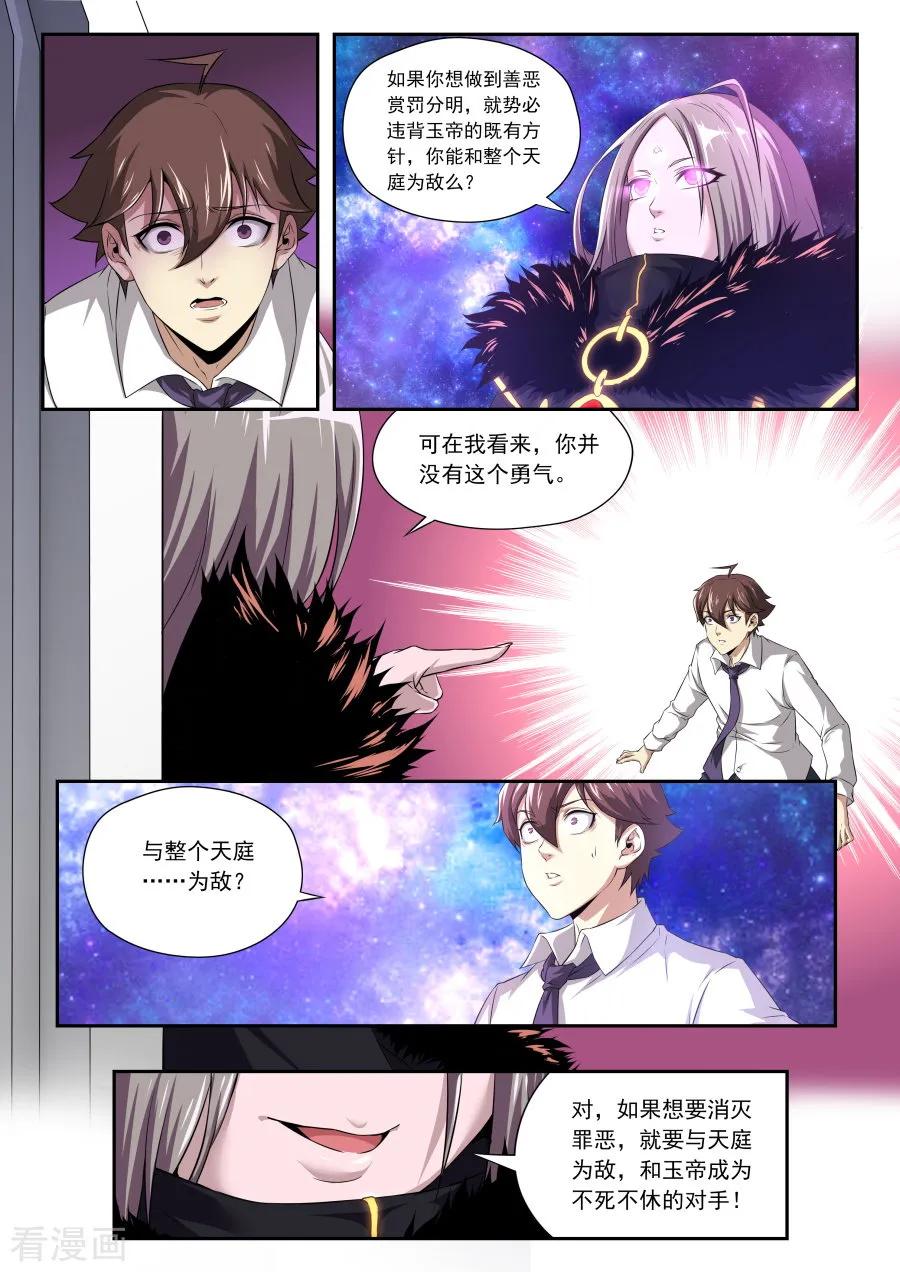 如果你想做到善恶
赏罚分明，就势必
违背玉帝的既有方
针，你能和整个天
庭为敌么？
可在我看来，你并
没有这个勇气。
与整个天庭
……为敌？
对，如果想要消灭
罪恶，就要与天庭
为敌，和玉帝成为
不死不休的对手！
看漫画